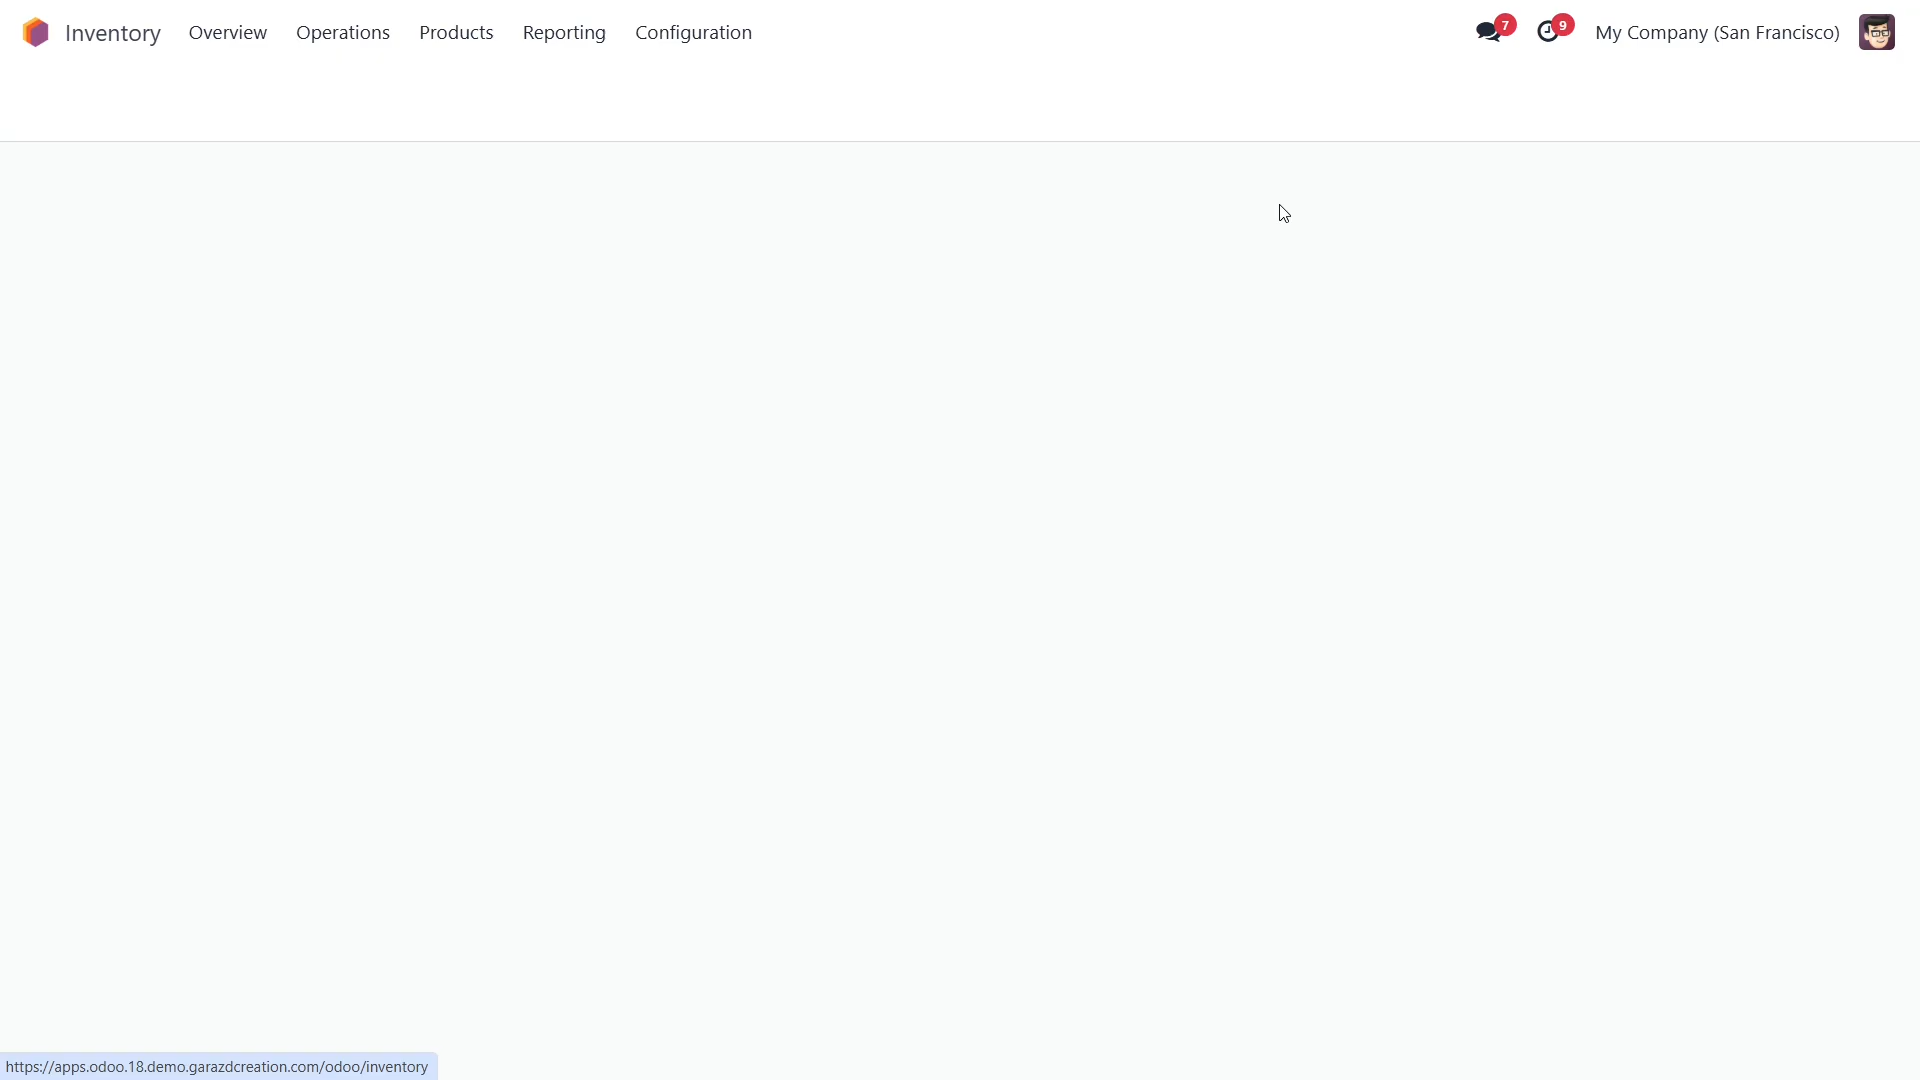 Inventory Overview Operations Products Reporting Configuration 7 9 My Company (San Francisco)
https://apps.odoo.18.demo.garazdcreation.com/odoo/inventory